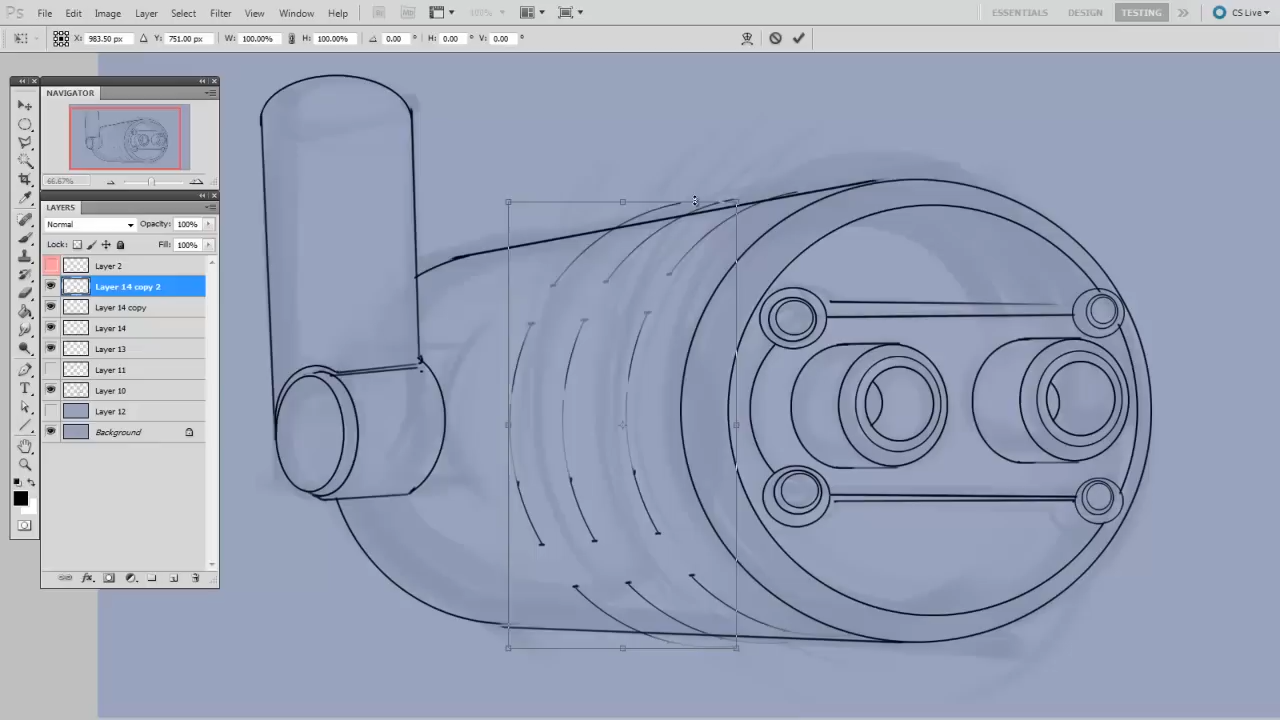 Ps File Edit Image Layer Select Filter View Window Help Br Mb 100% ESSENTIALS DESIGN TESTING CS Live
X: 983.50 px Y: 751.00 px W: 100.00% H: 100.00% 0.00 ° H: 0.00 ° V: 0.00 °
NAVIGATOR
66.67%
LAYERS
Normal Opacity: 100%
Lock: Fill: 100%
Layer 2
Layer 14 copy 2
Layer 14 copy
Layer 14
Layer 13
Layer 11
Layer 10
Layer 12
Background